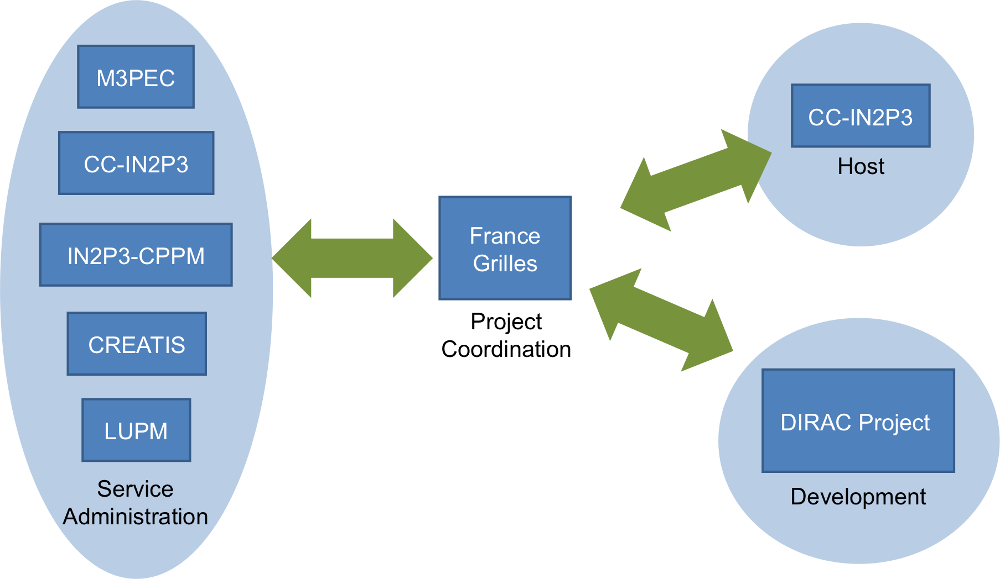 M3PEC
CC-IN2P3
IN2P3-CPPM
CREATIS
LUPM
Service
Administration
France
Grilles
Project
Coordination
CC-IN2P3
Host
DIRAC Project
Development